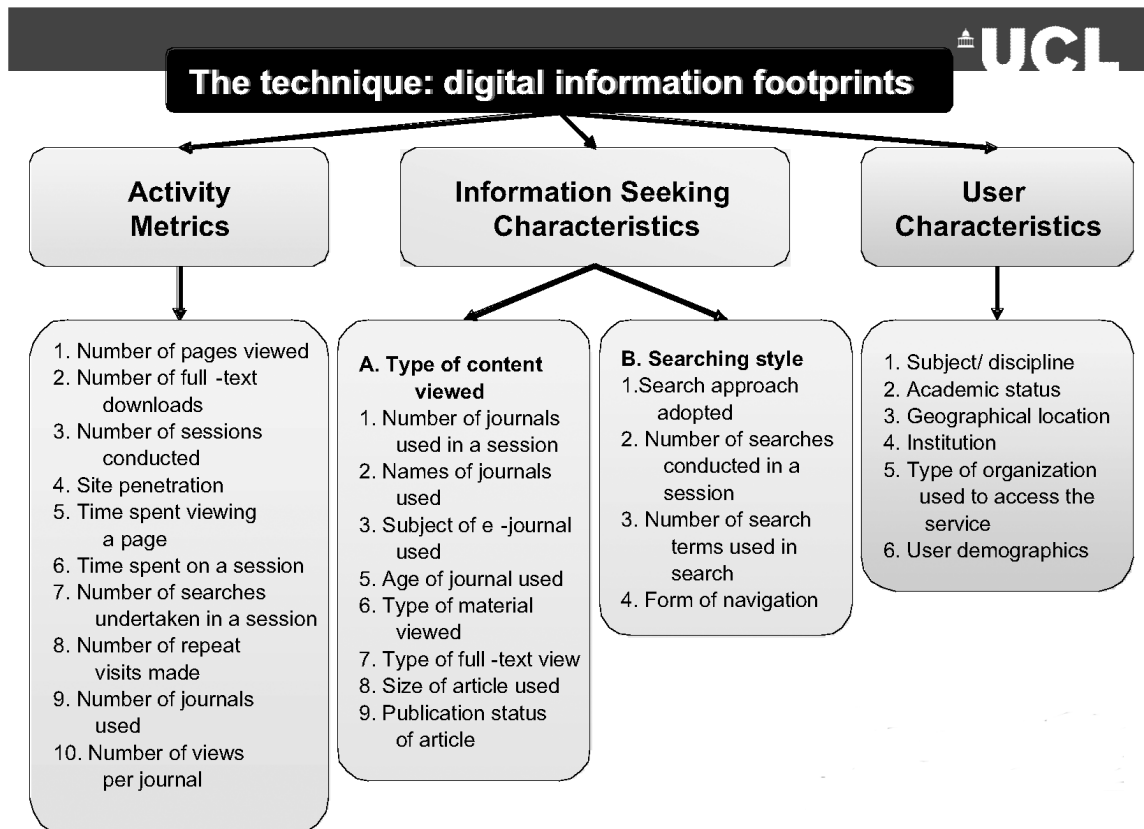 UCL
The technique: digital information footprints
Activity
Metrics
Information Seeking
Characteristics
User
Characteristics
1. Number of pages viewed
2. Number of full -text
downloads
3. Number of sessions
conducted
4. Site penetration
5. Time spent viewing
a page
6. Time spent on a session
7. Number of searches
undertaken in a session
8. Number of repeat
visits made
9. Number of journals
used
10. Number of views
per journal
A. Type of content
viewed
1. Number of journals
used in a session
2. Names of journals
used
3. Subject of e -journal
used
5. Age of journal used
6. Type of material
viewed
7. Type of full -text view
8. Size of article used
9. Publication status
of article
B. Searching style
1.Search approach
adopted
2. Number of searches
conducted in a
session
3. Number of search
terms used in
search
4. Form of navigation
1. Subject/ discipline
2. Academic status
3. Geographical location
4. Institution
5. Type of organization
used to access the
service
6. User demographics